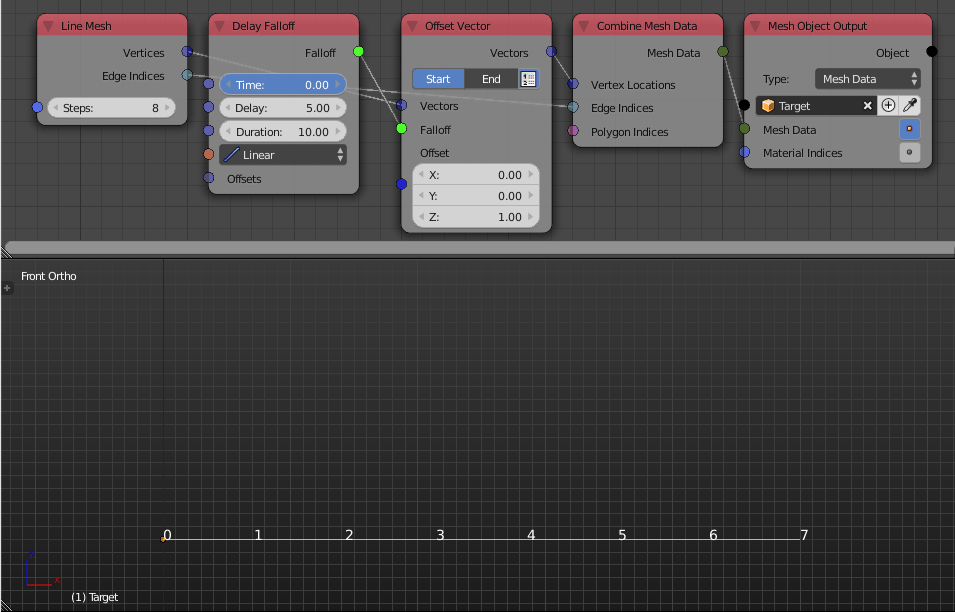 Line Mesh
Vertices
Edge Indices
Steps: 8
Delay Falloff
Falloff
Time: 0.00
Delay: 5.00
Duration: 10.00
Linear
Offsets
Offset Vector
Vectors
Start End
Vectors
Falloff
Offset
X: 0.00
Y: 0.00
Z: 1.00
Combine Mesh Data
Mesh Data
Vertex Locations
Edge Indices
Polygon Indices
Mesh Object Output
Object
Type: Mesh Data
Target
Mesh Data
Material Indices
Front Ortho
0 1 2 3 4 5 6 7
z
x
(1) Target